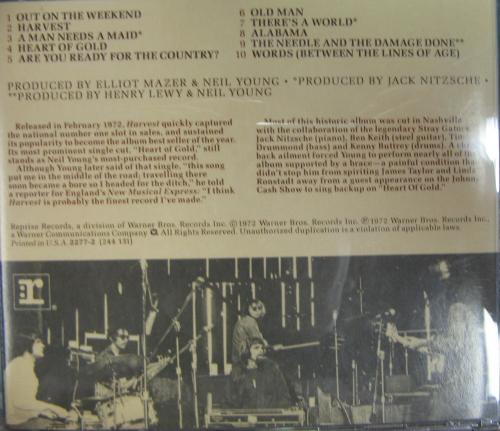 1 OUT ON THE WEEKEND
2 HARVEST
3 A MAN NEEDS A MAID*
4 HEART OF GOLD
5 ARE YOU READY FOR THE COUNTRY?
6 OLD MAN
7 THERE'S A WORLD*
8 ALABAMA
9 THE NEEDLE AND THE DAMAGE DONE**
10 WORDS (BETWEEN THE LINES OF AGE)
PRODUCED BY ELLIOT MAZER & NEIL YOUNG • *PRODUCED BY JACK NITZSCHE •
**PRODUCED BY HENRY LEWY & NEIL YOUNG
Released in February 1972, Harvest quickly captured
the number one slot in sales, and sustained
its popularity to become the album best seller of the year.
Its most prominent single cut, "Heart of Gold," still
stands as Neil Young's most-purchased record.
Although Young later said of that single, "this song
put me in the middle of the road; travelling there
soon became a bore so I headed for the ditch," he told
a reporter for England's New Musical Express: "I think
Harvest is probably the finest record I've made."
Most of this historic album was cut in Nashville
with the collaboration of the legendary Stray Gators
Jack Nitzsche (piano), Ben Keith (steel guitar), Tim
Drummond (bass) and Kenny Buttrey (drums). A
back ailment forced Young to perform nearly all of the
album supported by a brace—a painful condition that
didn't stop him from spiriting James Taylor and Linda
Ronstadt away from a guest appearance on the Johnny
Cash Show to sing backup on "Heart Of Gold."
Reprise Records, a division of Warner Bros. Records Inc. ©1972 Warner Bros. Records Inc. ℗1972 Warner Bros. Records Inc.,
a Warner Communications Company All Rights Reserved. Unauthorized duplication is a violation of applicable laws.
Printed in U.S.A. 2277-2 (244 131)
r